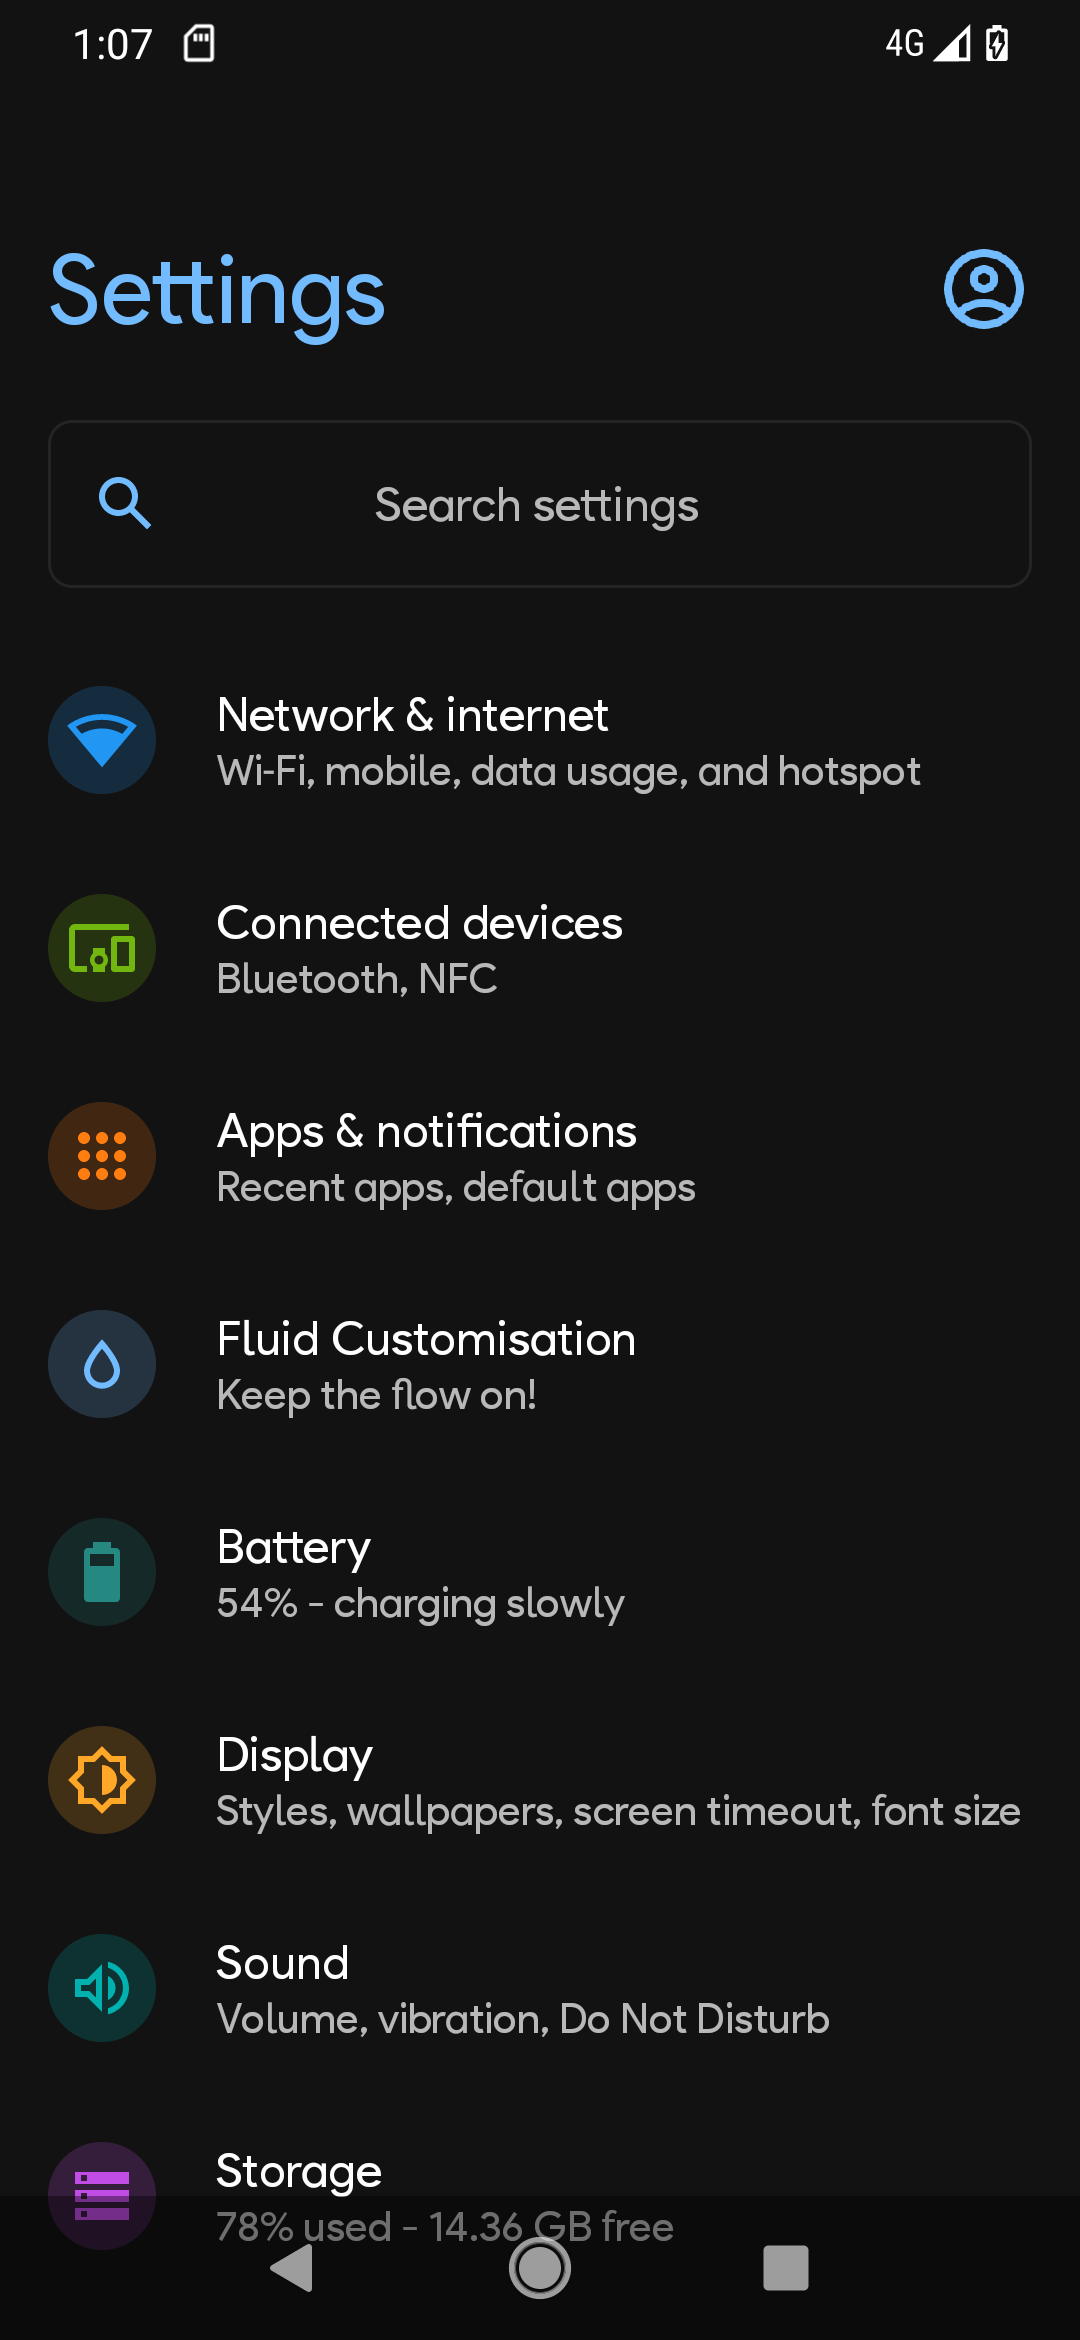 1:07
4G
Settings
Search settings
Network & internet
Wi-Fi, mobile, data usage, and hotspot
Connected devices
Bluetooth, NFC
Apps & notifications
Recent apps, default apps
Fluid Customisation
Keep the flow on!
Battery
54% - charging slowly
Display
Styles, wallpapers, screen timeout, font size
Sound
Volume, vibration, Do Not Disturb
Storage
78% used - 14.36 GB free